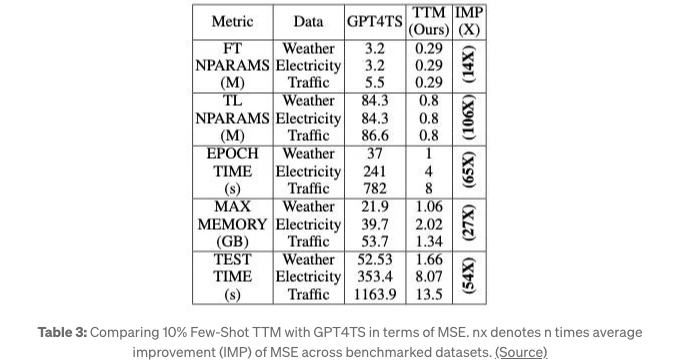 Metric Data GPT4TS TTM (Ours) IMP (X)
FT Weather 3.2 0.29
NPARAMS Electricity 3.2 0.29 (14X)
(M) Traffic 5.5 0.29
TL Weather 84.3 0.8
NPARAMS Electricity 84.3 0.8 (106X)
(M) Traffic 86.6 0.8
EPOCH Weather 37 1
TIME Electricity 241 4 (65X)
(s) Traffic 782 8
MAX Weather 21.9 1.06
MEMORY Electricity 39.7 2.02 (27X)
(GB) Traffic 53.7 1.34
TEST Weather 52.53 1.66
TIME Electricity 353.4 8.07 (54X)
(s) Traffic 1163.9 13.5
Table 3: Comparing 10% Few-Shot TTM with GPT4TS in terms of MSE. nx denotes n times average
improvement (IMP) of MSE across benchmarked datasets. (Source)